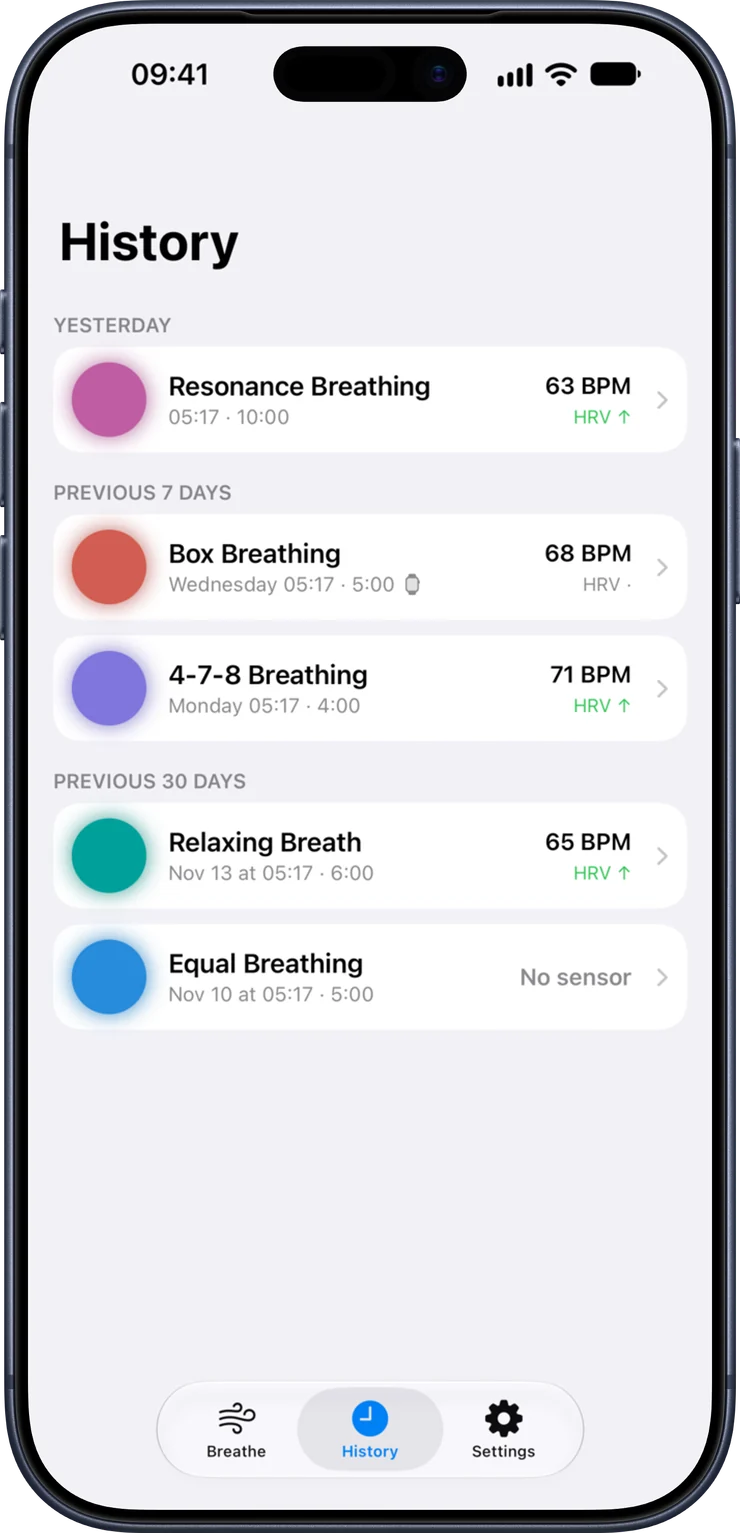 09:41
History
YESTERDAY
Resonance Breathing
63 BPM
05:17 · 10:00
HRV ↑
PREVIOUS 7 DAYS
Box Breathing
68 BPM
Wednesday 05:17 · 5:00
HRV ·
4-7-8 Breathing
71 BPM
Monday 05:17 · 4:00
HRV ↑
PREVIOUS 30 DAYS
Relaxing Breath
65 BPM
Nov 13 at 05:17 · 6:00
HRV ↑
Equal Breathing
No sensor
Nov 10 at 05:17 · 5:00
Breathe
History
Settings